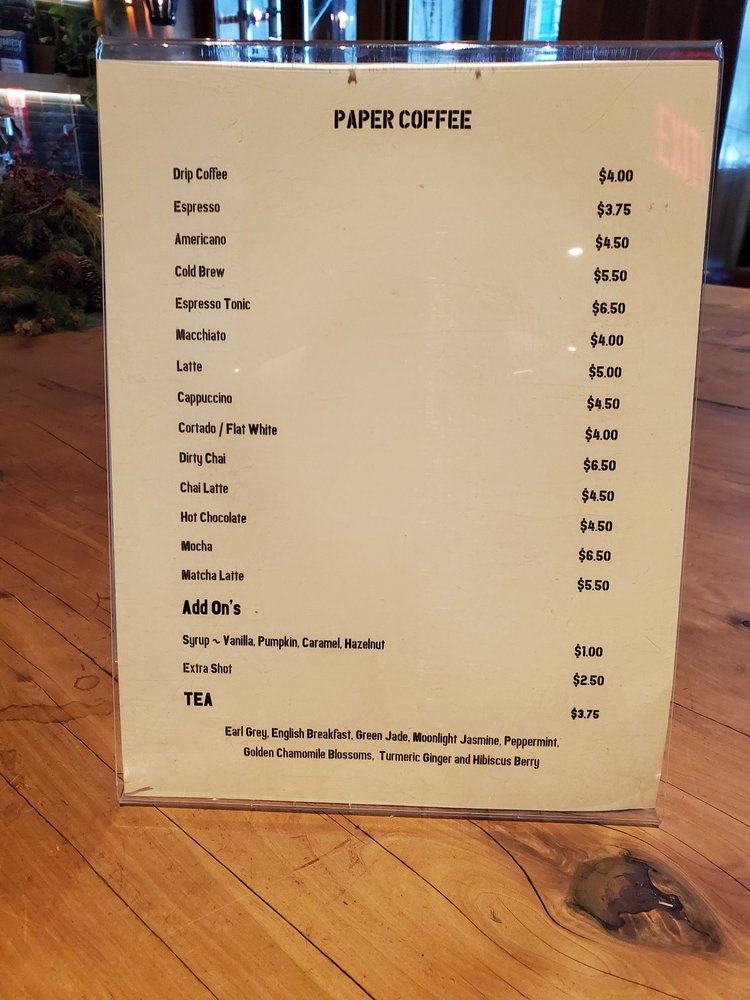 PAPER COFFEE
Drip Coffee $4.00
Espresso $3.75
Americano $4.50
Cold Brew $5.50
Espresso Tonic $6.50
Macchiato $4.00
Latte $5.00
Cappuccino $4.50
Cortado / Flat White $4.00
Dirty Chai $6.50
Chai Latte $4.50
Hot Chocolate $4.50
Mocha $6.50
Matcha Latte $5.50
Add On's
Syrup ~ Vanilla, Pumpkin, Caramel, Hazelnut $1.00
Extra Shot $2.50
TEA $3.75
Earl Grey, English Breakfast, Green Jade, Moonlight Jasmine, Peppermint,
Golden Chamomile Blossoms, Turmeric Ginger and Hibiscus Berry
EXIT